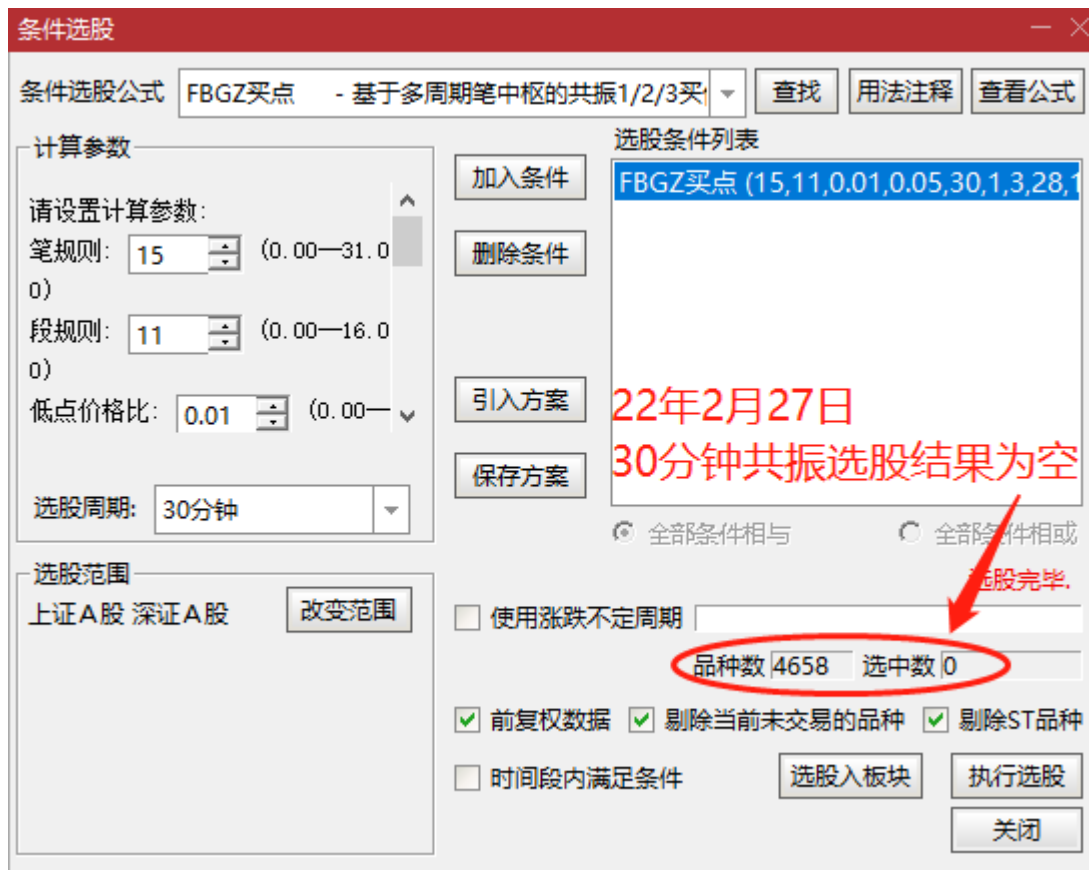 条件选股
条件选股公式 FBGZ买点 - 基于多周期笔中枢的共振1/2/3买 查找 用法注释 查看公式
计算参数
请设置计算参数:
笔规则: 15 (0.00—31.0
0)
段规则: 11 (0.00—16.0
0)
低点价格比: 0.01 (0.00—
选股周期: 30分钟
加入条件
删除条件
引入方案
保存方案
选股条件列表
FBGZ买点 (15,11,0.01,0.05,30,1,3,28,1
22年2月27日
30分钟共振选股结果为空
全部条件相与 全部条件相或
选股范围
上证A股 深证A股 改变范围
选股完毕.
使用涨跌不定周期
品种数 4658 选中数 0
前复权数据 剔除当前未交易的品种 剔除ST品种
时间段内满足条件 选股入板块 执行选股
关闭